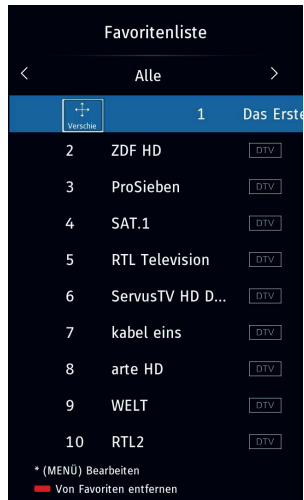 Favoritenliste
Alle
Verschie 1 Das Erste
2 ZDF HD DTV
3 ProSieben DTV
4 SAT.1 DTV
5 RTL Television DTV
6 ServusTV HD D... DTV
7 kabel eins DTV
8 arte HD DTV
9 WELT DTV
10 RTL2 DTV
* (MENÜ) Bearbeiten
Von Favoriten entfernen